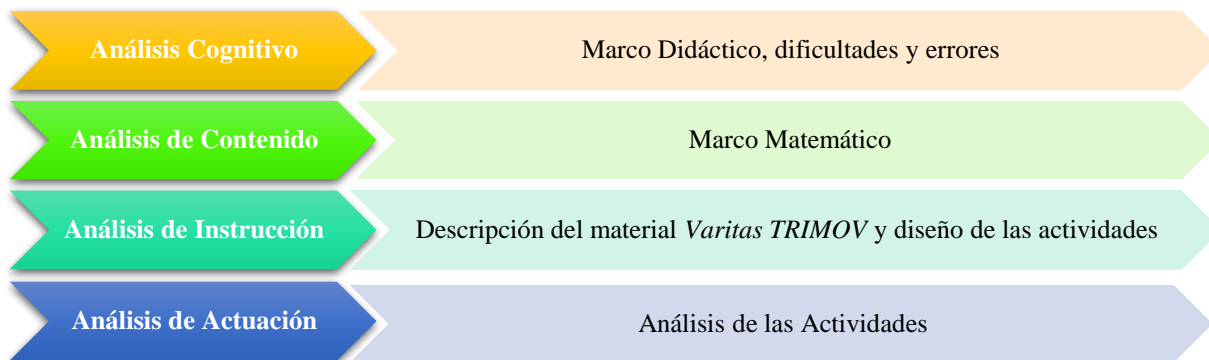 Análisis Cognitivo
Marco Didáctico, dificultades y errores
Análisis de Contenido
Marco Matemático
Análisis de Instrucción
Descripción del material Varitas TRIMOV y diseño de las actividades
Análisis de Actuación
Análisis de las Actividades